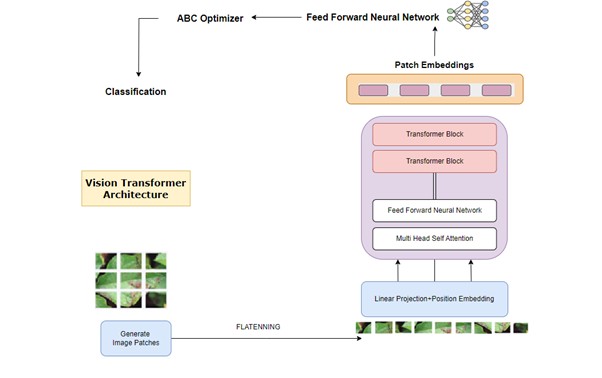 ABC Optimizer
Feed Forward Neural Network
Patch Embeddings
Classification
Transformer Block
Transformer Block
Vision Transformer
Architecture
Feed Forward Neural Network
Multi Head Self Attention
Linear Projection+Position Embedding
Generate
Image Patches
FLATENNING